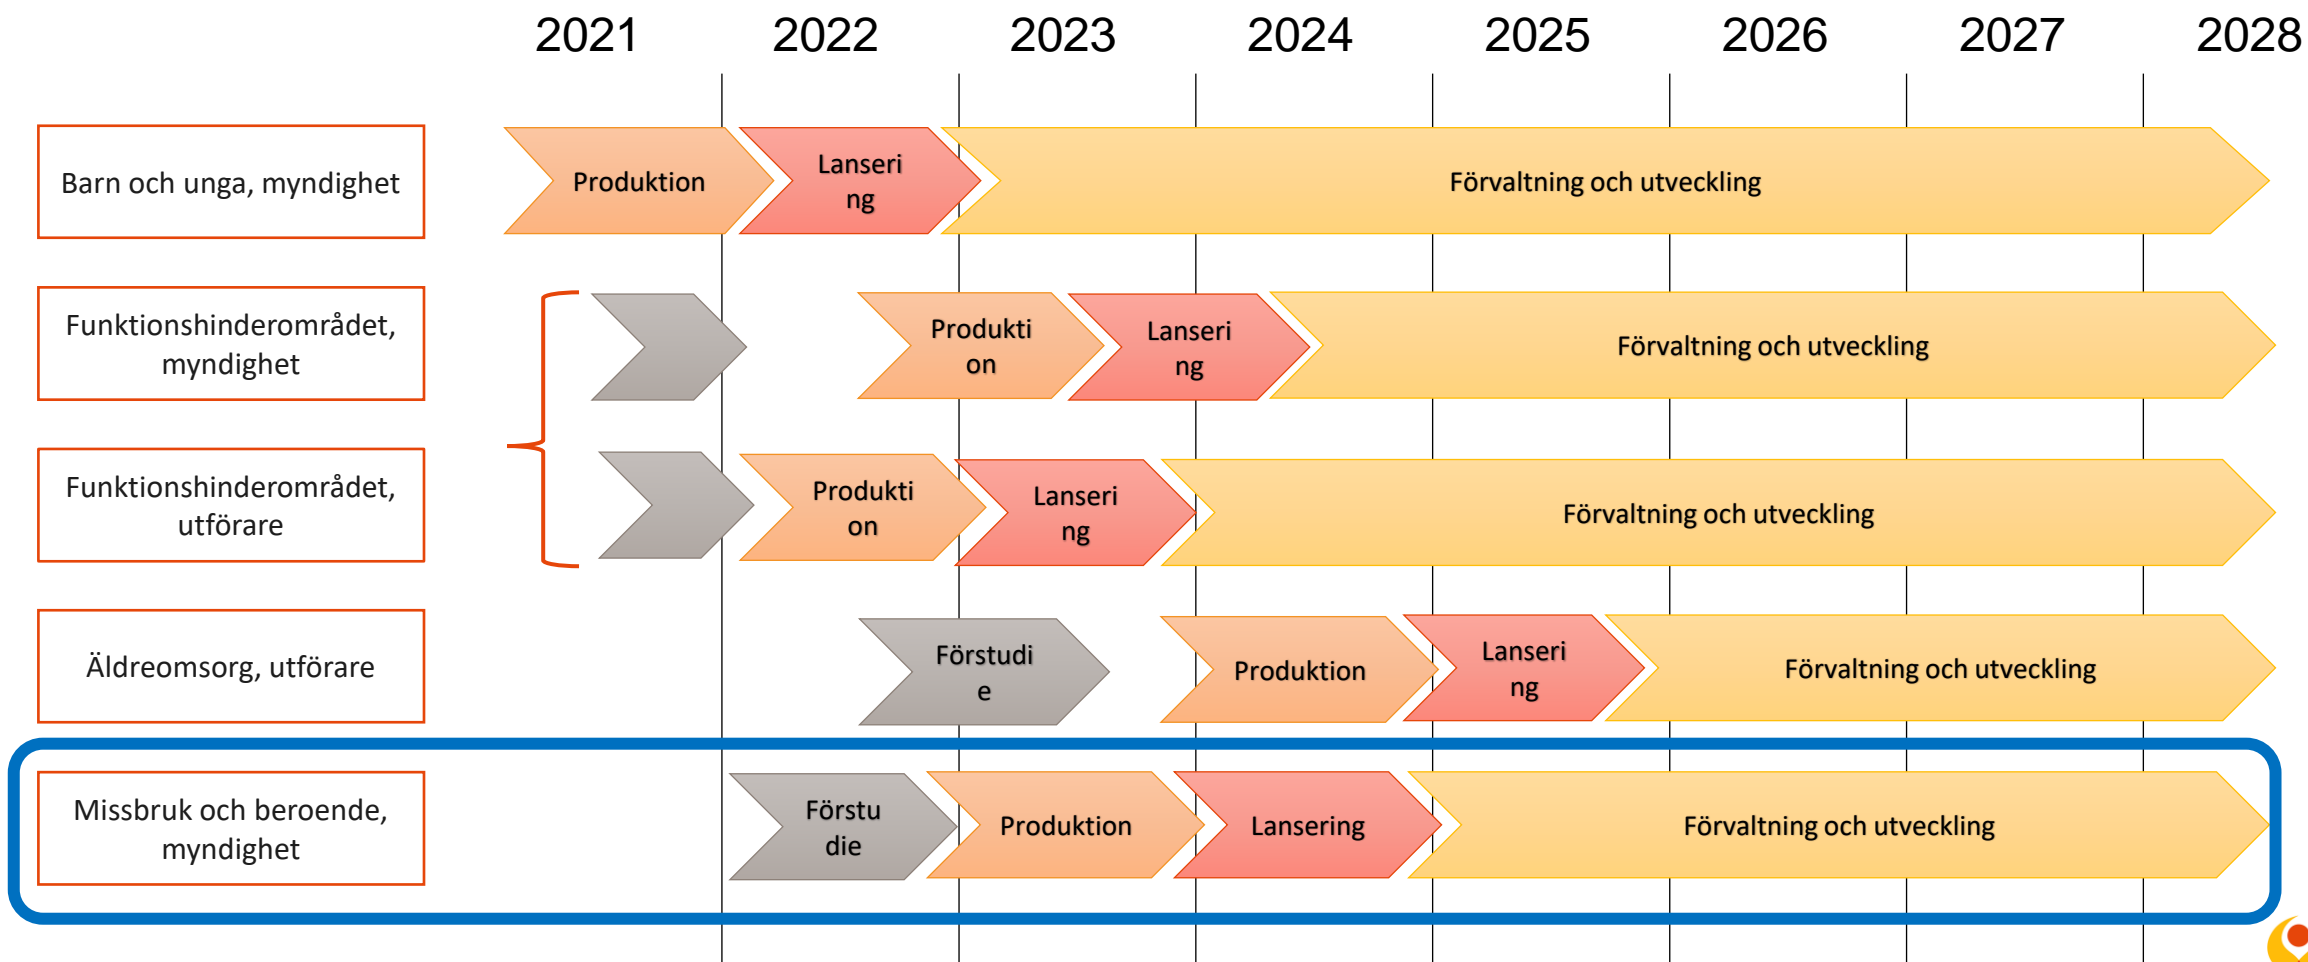 2021 2022 2023 2024 2025 2026 2027 2028
Barn och unga, myndighet
Produktion
Lanseri
ng
Förvaltning och utveckling
Funktionshinderområdet,
myndighet
Produkti
on
Lanseri
ng
Förvaltning och utveckling
Funktionshinderområdet,
utförare
Produkti
on
Lanseri
ng
Förvaltning och utveckling
Äldreomsorg, utförare
Förstudi
e
Produktion
Lanseri
ng
Förvaltning och utveckling
Missbruk och beroende,
myndighet
Förstu
die
Produktion
Lansering
Förvaltning och utveckling